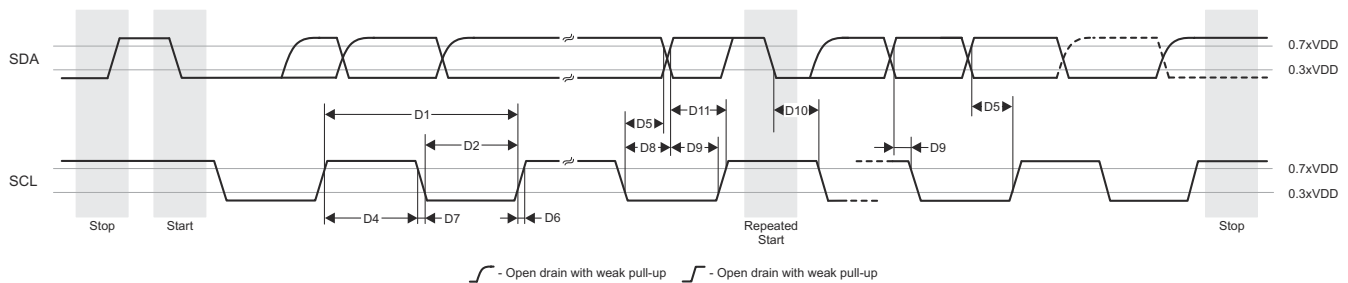 SDA
0.7xVDD
0.3xVDD
D1
D2
D5
D11
D10
D5
D8
D9
D9
SCL
0.7xVDD
0.3xVDD
D4
D7
D6
Stop
Start
Repeated
Start
Stop
- Open drain with weak pull-up
- Open drain with weak pull-up